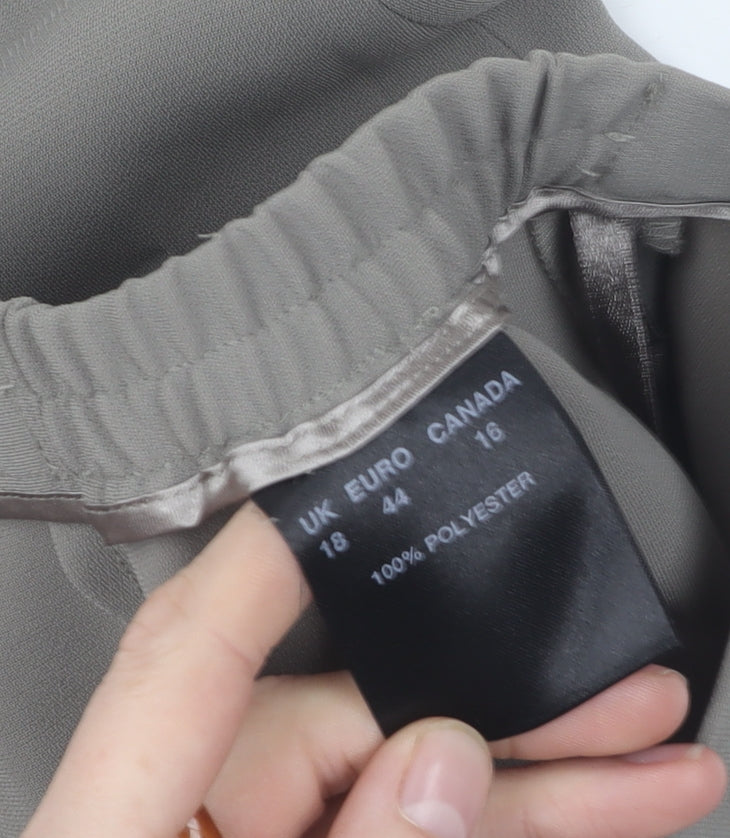 UK EURO CANADA
18 44 16
100% POLYESTER